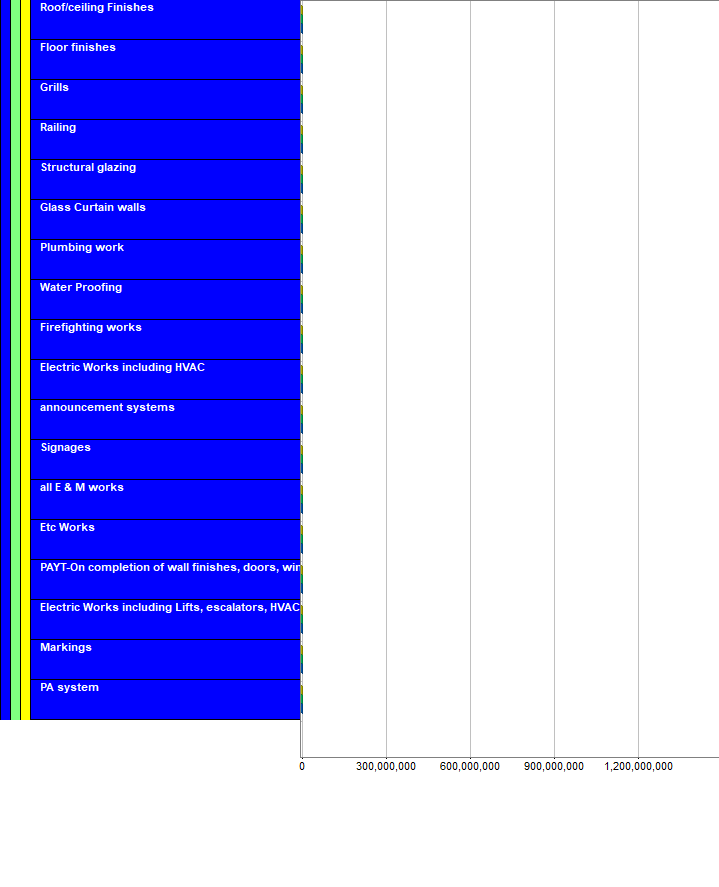 Roof/ceiling Finishes
Floor finishes
Grills
Railing
Structural glazing
Glass Curtain walls
Plumbing work
Water Proofing
Firefighting works
Electric Works including HVAC
announcement systems
Signages
all E & M works
Etc Works
PAYT-On completion of wall finishes, doors, win
Electric Works including Lifts, escalators, HVAC
Markings
PA system
0 300,000,000 600,000,000 900,000,000 1,200,000,000